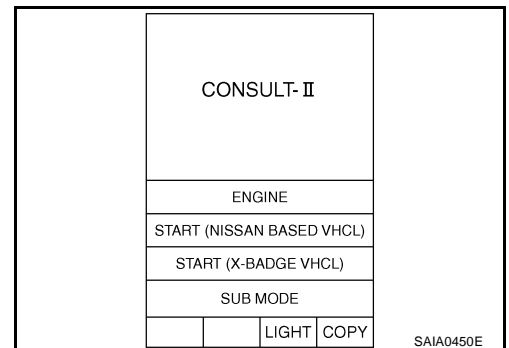 CONSULT-II
ENGINE
START (NISSAN BASED VHCL)
START (X-BADGE VHCL)
SUB MODE
LIGHT COPY
SAIA0450E